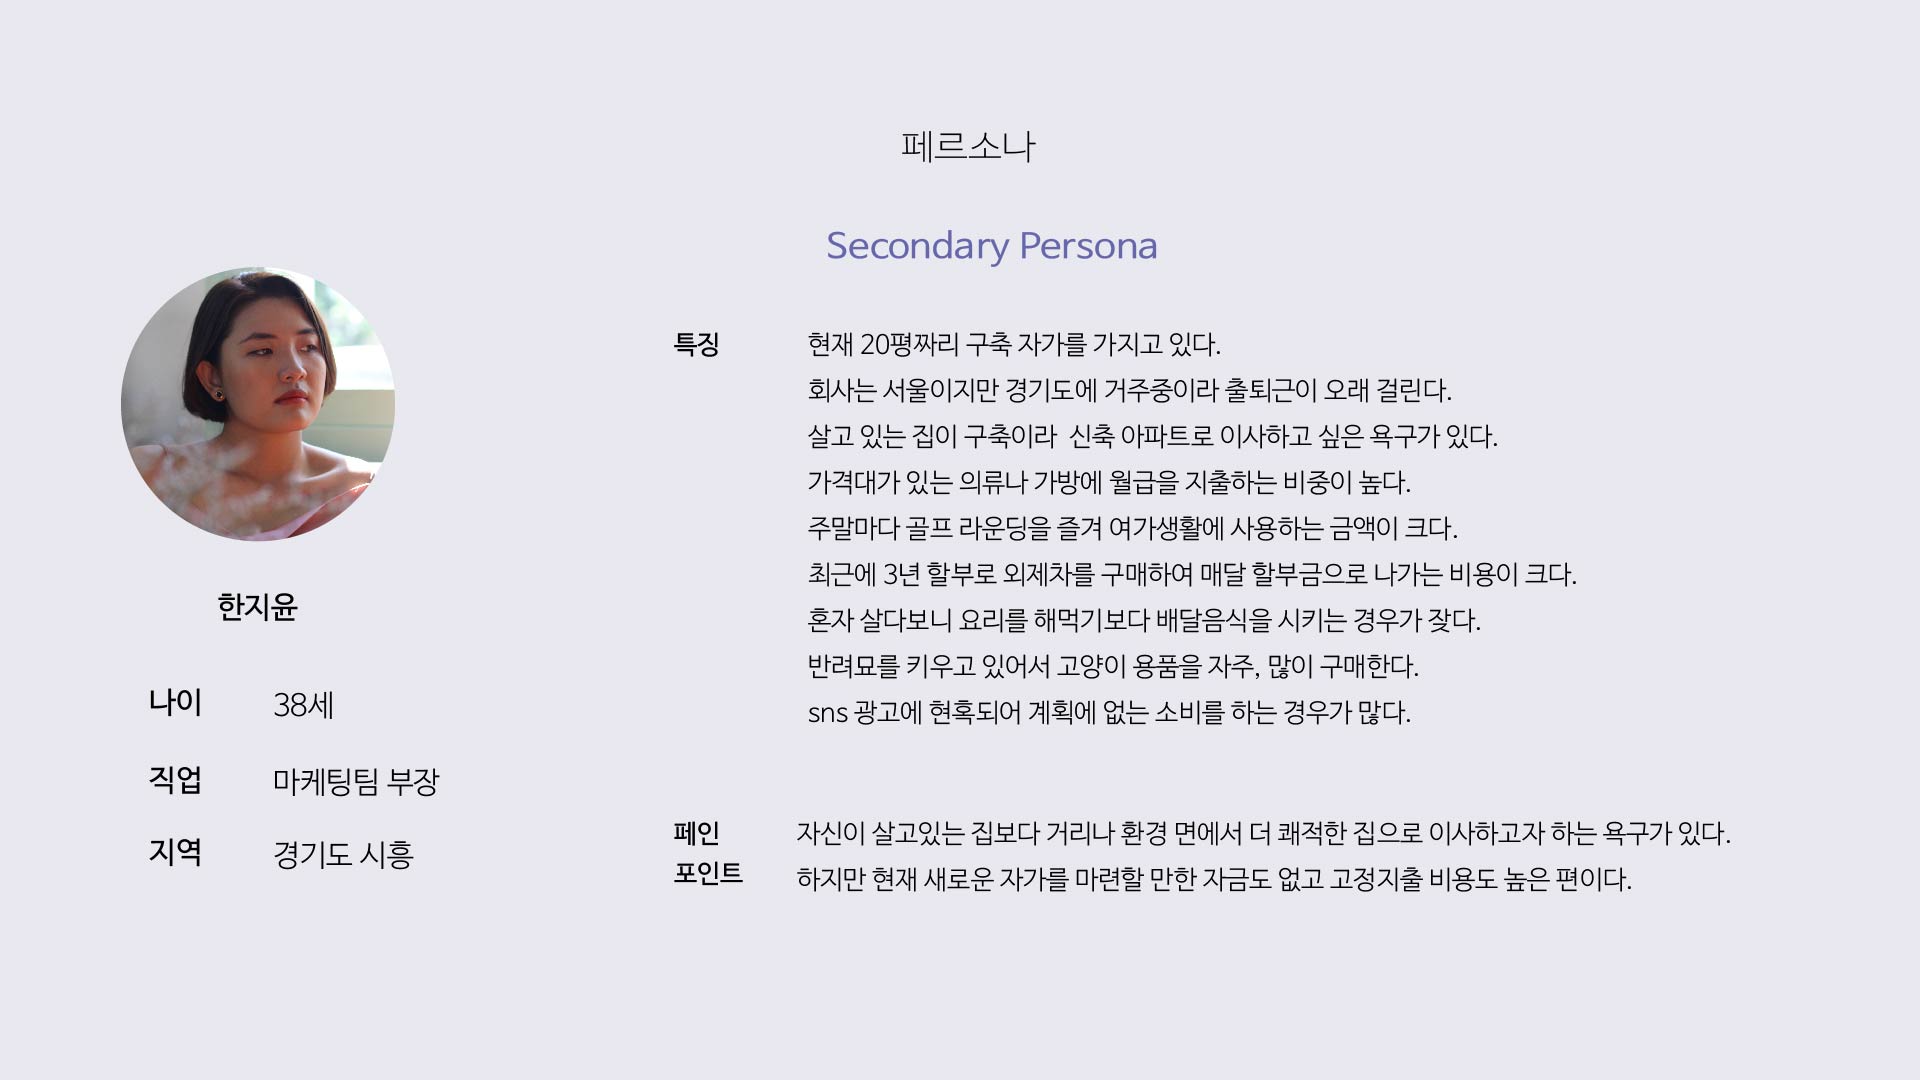 페르소나
Secondary Persona
한지윤
나이 38세
직업 마케팅팀 부장
지역 경기도 시흥
특징 현재 20평짜리 구축 자가를 가지고 있다.
회사는 서울이지만 경기도에 거주중이라 출퇴근이 오래 걸린다.
살고 있는 집이 구축이라 신축 아파트로 이사하고 싶은 욕구가 있다.
가격대가 있는 의류나 가방에 월급을 지출하는 비중이 높다.
주말마다 골프 라운딩을 즐겨 여가생활에 사용하는 금액이 크다.
최근에 3년 할부로 외제차를 구매하여 매달 할부금으로 나가는 비용이 크다.
혼자 살다보니 요리를 해먹기보다 배달음식을 시키는 경우가 잦다.
반려묘를 키우고 있어서 고양이 용품을 자주, 많이 구매한다.
sns 광고에 현혹되어 계획에 없는 소비를 하는 경우가 많다.
페인 자신이 살고있는 집보다 거리나 환경 면에서 더 쾌적한 집으로 이사하고자 하는 욕구가 있다.
포인트 하지만 현재 새로운 자가를 마련할 만한 자금도 없고 고정지출 비용도 높은 편이다.